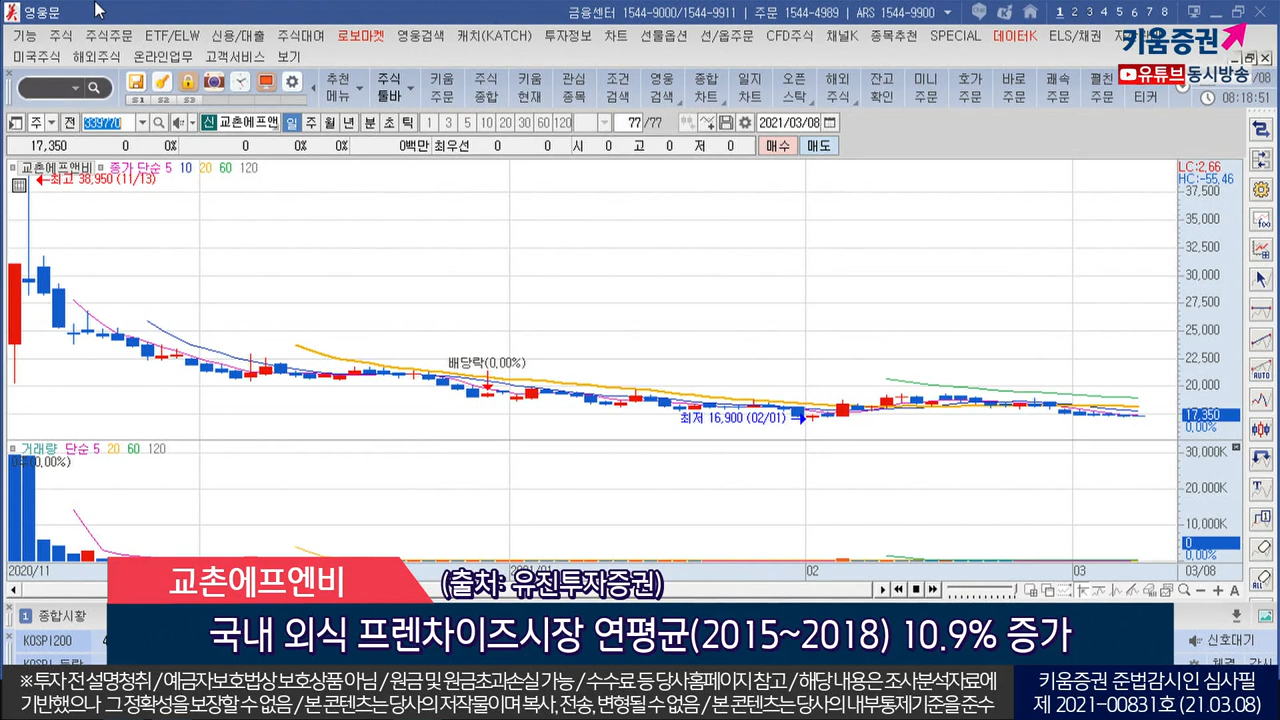 영웅문
금융센터 1544-9000/1544-9911 | 주문 1544-4989 | ARS 1544-9900
1 2 3 4 5 6 7 8
기능 주식 주식주문 ETF/ELW 신용/대출 주식대여 로보마켓 영웅검색 캐치(KATCH) 투자정보 차트 선물옵션 선/옵주문 CFD주식 채널K 종목추천 SPECIAL 데이터K ELS/채권
키움증권
미국주식 해외주식 온라인업무 고객서비스 보기
유튜브동시방송
S1 S2 S3
추천 메뉴 주식 툴바 키움 주문 주식 종합 키움 현재 관심 종목 조건 검색 영웅 검색 종합 차트 일지 차트 오픈 스탁 해외 주식 잔고 확인 미니 주문 호가 주문 바로 주문 쾌속 주문 펼친 주문 티커
/08
08:18:51
주 전 339770 신 교촌에프앤 일 주 월 년 분 초 틱 1 3 5 10 20 30 60 120 77 /77 2021/03/08
17,350 0 0% 0 0% 0% 0백만 최우선 0 0 시 0 고 0 저 0 매수 매도
교촌에프앤비 종가 단순 5 10 20 60 120
LC:2.66
HC:-55.46
최고 38,950 (11/13)
37,500
35,000
32,500
30,000
27,500
25,000
22,500
20,000
17,350
0.00%
배당락(0.00%)
최저 16,900 (02/01)
거래량 단순 5 20 60 120
30,000K
20,000K
10,000K
0
0.00%
2020/11
02
03
03/08
교촌에프엔비
(출처: 유진투자증권)
국내 외식 프렌차이즈시장 연평균(2015~2018) 10.9% 증가
1 종합시황
KOSPI200
신호대기
f(x)
AUTO
ALL
A
※ 투자 전 설명청취 / 예금자보호법상 보호상품 아님 / 원금 및 원금초과손실 가능 / 수수료 등 당사홈페이지 참고 / 해당 내용은 조사분석자료에
기반했으나 그 정확성을 보장할 수 없음 / 본 콘텐츠는 당사의 저작물이며 복사, 전송, 변형될 수 없음 / 본 콘텐츠는 당사의 내부통제기준을 준수
키움증권 준법감시인 심사필
제 2021-00831호 (21.03.08)